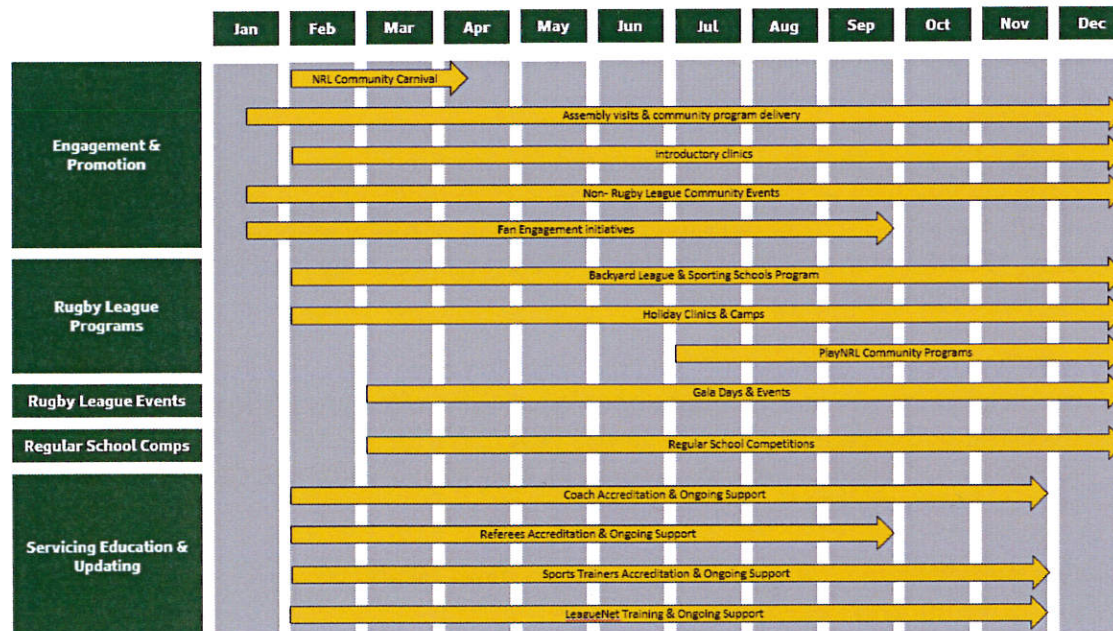 Jan Feb Mar Apr May Jun Jul Aug Sep Oct Nov Dec
Engagement &
Promotion
NRL Community Carnival
Assembly visits & community program delivery
Introductory clinics
Non- Rugby League Community Events
Fan Engagement initiatives
Rugby League
Programs
Backyard League & Sporting Schools Program
Holiday Clinics & Camps
PlayNRL Community Programs
Rugby League Events
Gala Days & Events
Regular School Comps
Regular School Competitions
Servicing Education &
Updating
Coach Accreditation & Ongoing Support
Referees Accreditation & Ongoing Support
Sports Trainers Accreditation & Ongoing Support
LeagueNet Training & Ongoing Support